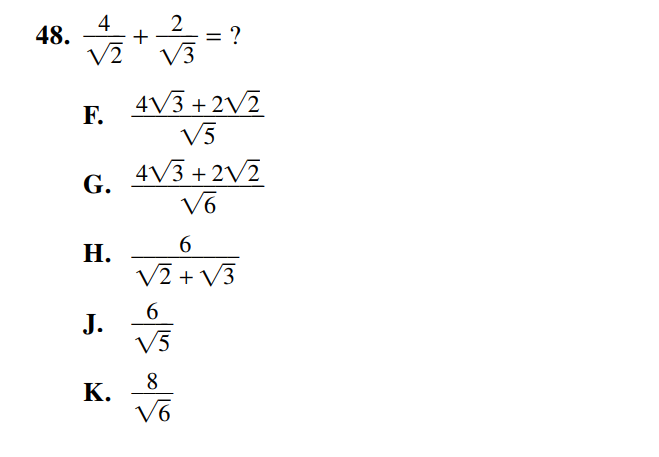 48. 4/√2 + 2/√3 = ?
F. (4√3 + 2√2)/√5
G. (4√3 + 2√2)/√6
H. 6/(√2 + √3)
J. 6/√5
K. 8/√6